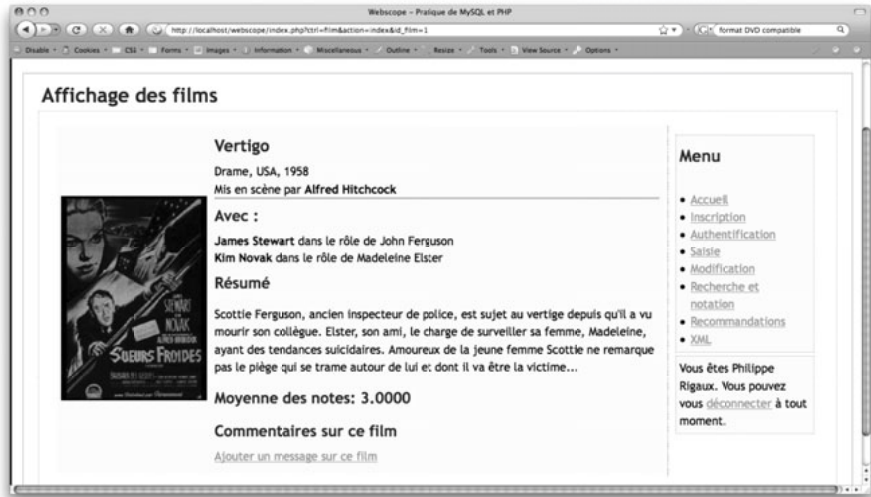 Webscope – Pratique de MySQL et PHP
http://localhost/webscope/index.php?ctrl=film&action=index&id_film=1
format DVD compatible
Disable Cookies CSS Forms Images Information Miscellaneous Outline Resize Tools View Source Options
Affichage des films
Vertigo
Drame, USA, 1958
Mis en scène par Alfred Hitchcock
Avec :
James Stewart dans le rôle de John Ferguson
Kim Novak dans le rôle de Madeleine Elster
Résumé
Scottie Ferguson, ancien inspecteur de police, est sujet au vertige depuis qu'il a vu
mourir son collègue. Elster, son ami, le charge de surveiller sa femme, Madeleine,
ayant des tendances suicidaires. Amoureux de la jeune femme Scottie ne remarque
pas le piège qui se trame autour de lui et dont il va être la victime...
Moyenne des notes: 3.0000
Commentaires sur ce film
Ajouter un message sur ce film
JAMES
STEWART
KIM
NOVAK
ALFRED HITCHCOCK
SUEURS FROIDES
Menu
Accueil
Inscription
Authentification
Saisie
Modification
Recherche et
notation
Recommandations
XML
Vous êtes Philippe
Rigaux. Vous pouvez
vous déconnecter à tout
moment.